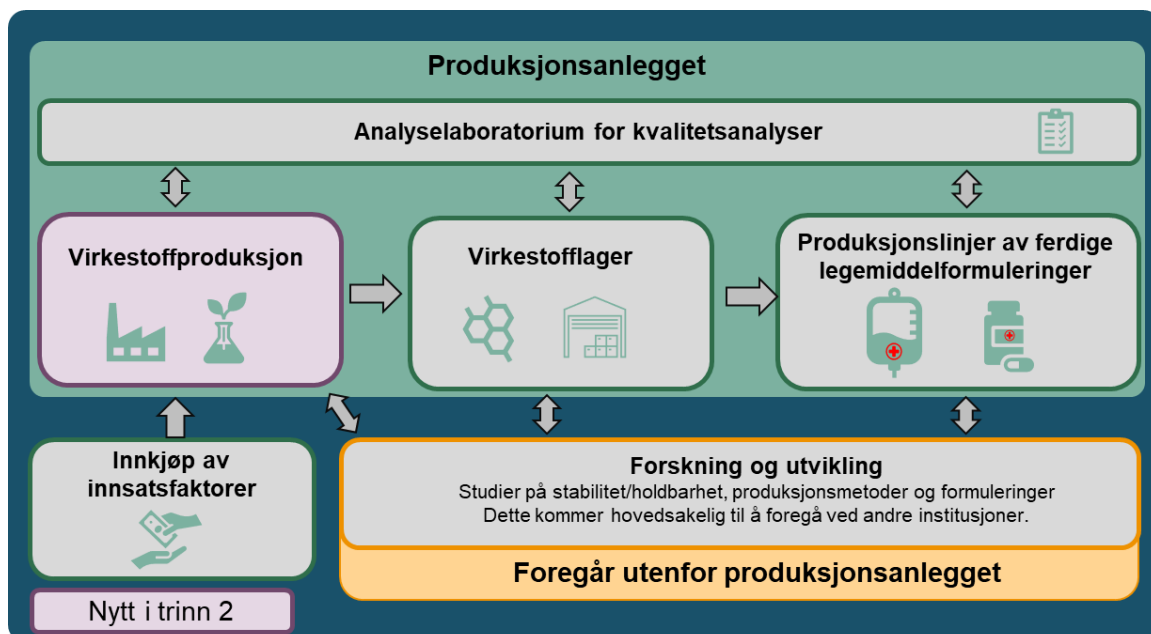 Produksjonsanlegget
Analyselaboratorium for kvalitetsanalyser
Virkestoffproduksjon
Virkestofflager
Produksjonslinjer av ferdige
legemiddelformuleringer
Innkjøp av
innsatsfaktorer
Forskning og utvikling
Studier på stabilitet/holdbarhet, produksjonsmetoder og formuleringer
Dette kommer hovedsakelig til å foregå ved andre institusjoner.
Foregår utenfor produksjonsanlegget
Nytt i trinn 2